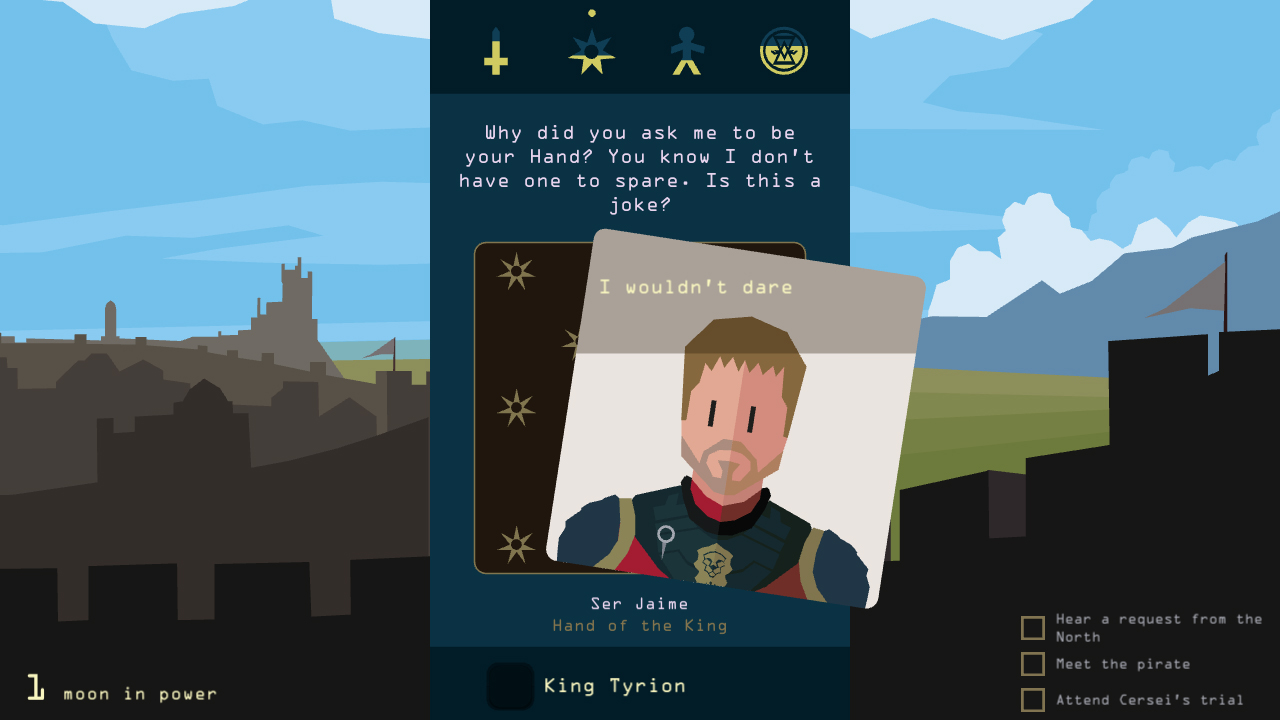 Why did you ask me to be
your Hand? You know I don't
have one to spare. Is this a
joke?
I wouldn't dare
Ser Jaime
Hand of the King
King Tyrion
1 moon in power
Hear a request from the
North
Meet the pirate
Attend Cersei's trial